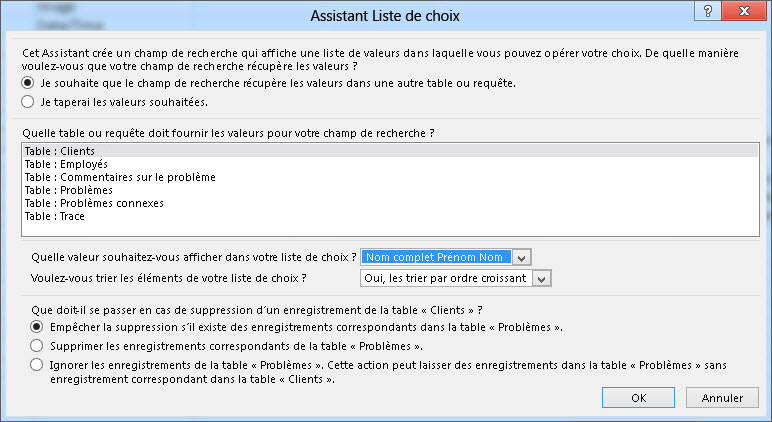 Image
Date/Time
Assistant Liste de choix
?
Cet Assistant crée un champ de recherche qui affiche une liste de valeurs dans laquelle vous pouvez opérer votre choix. De quelle manière
voulez-vous que votre champ de recherche récupère les valeurs ?
Je souhaite que le champ de recherche récupère les valeurs dans une autre table ou requête.
Je taperai les valeurs souhaitées.
Quelle table ou requête doit fournir les valeurs pour votre champ de recherche ?
Table : Clients
Table : Employés
Table : Commentaires sur le problème
Table : Problèmes
Table : Problèmes connexes
Table : Trace
Quelle valeur souhaitez-vous afficher dans votre liste de choix ? Nom complet Prénom Nom
Voulez-vous trier les éléments de votre liste de choix ? Oui, les trier par ordre croissant
Que doit-il se passer en cas de suppression d'un enregistrement de la table « Clients » ?
Empêcher la suppression s'il existe des enregistrements correspondants dans la table « Problèmes ».
Supprimer les enregistrements correspondants de la table « Problèmes ».
Ignorer les enregistrements de la table « Problèmes ». Cette action peut laisser des enregistrements dans la table « Problèmes » sans
enregistrement correspondant dans la table « Clients ».
OK Annuler